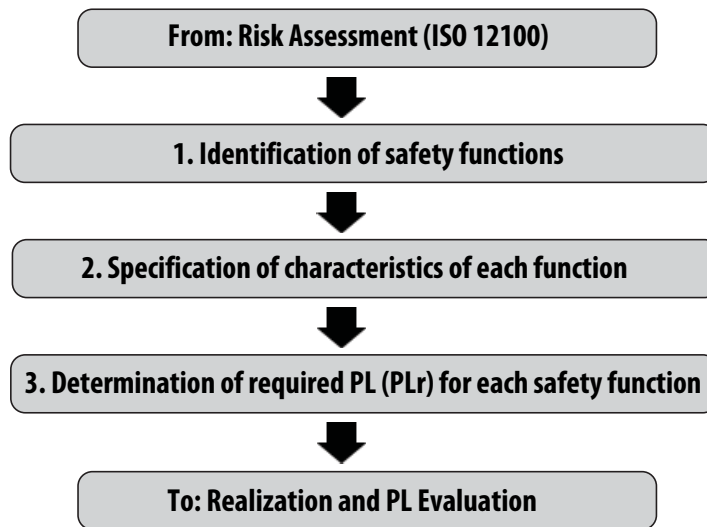 From: Risk Assessment (ISO 12100)
1. Identification of safety functions
2. Specification of characteristics of each function
3. Determination of required PL (PLr) for each safety function
To: Realization and PL Evaluation